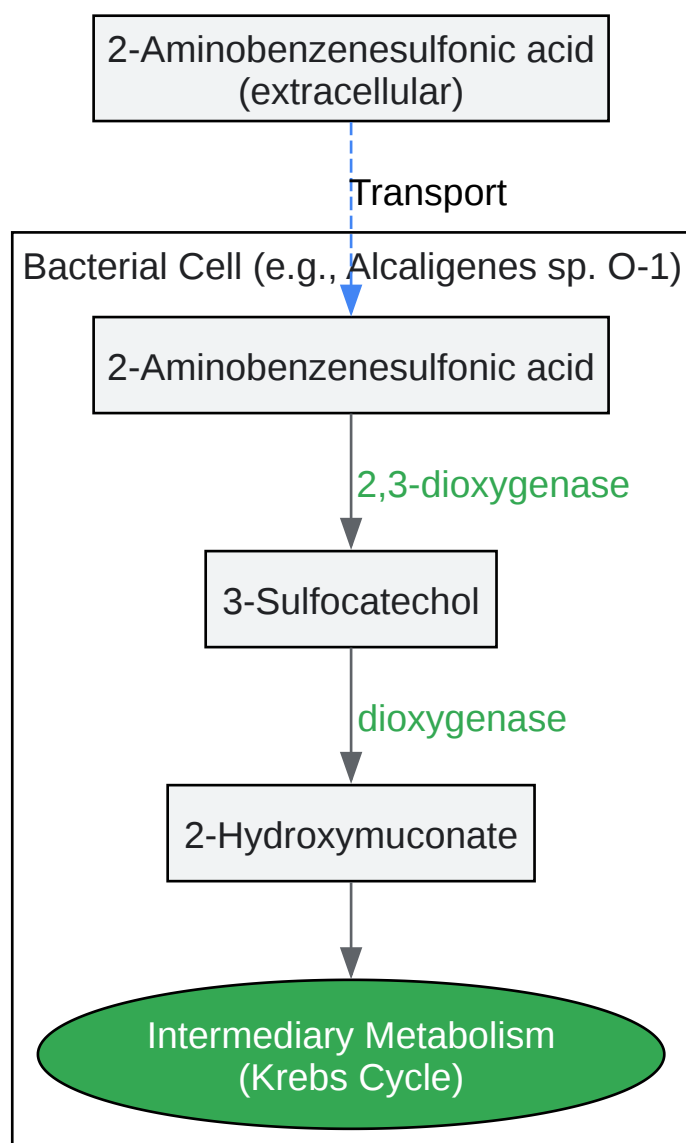 2-Aminobenzenesulfonic acid
(extracellular)
Transport
Bacterial Cell (e.g., Alcaligenes sp. O-1)
2-Aminobenzenesulfonic acid
2,3-dioxygenase
3-Sulfocatechol
dioxygenase
2-Hydroxymuconate
Intermediary Metabolism
(Krebs Cycle)